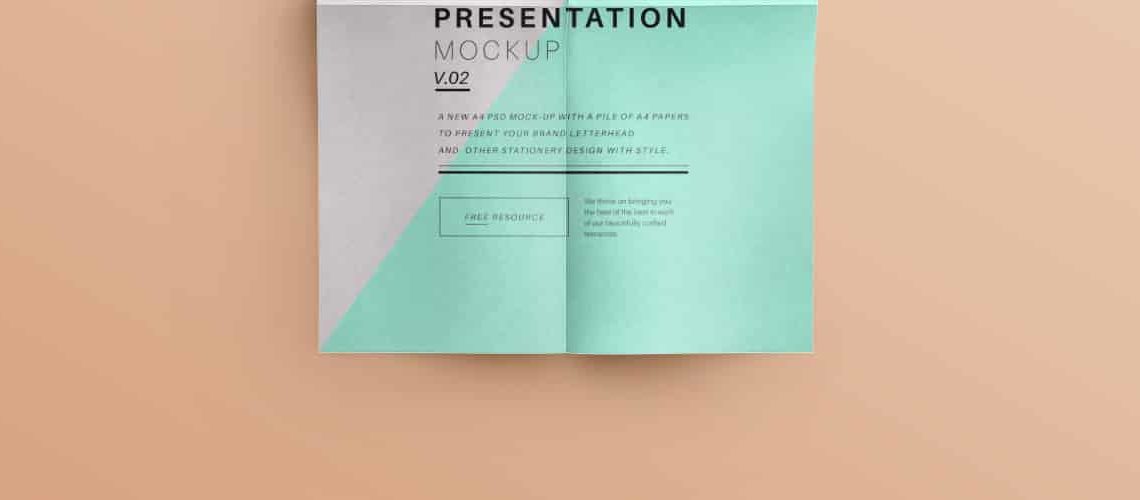 PRESENTATION
MOCKUP
V.02
A NEW A4 PSD MOCK-UP WITH A PILE OF A4 PAPERS
TO PRESENT YOUR BRAND LETTERHEAD
AND OTHER STATIONERY DESIGN WITH STYLE.
FREE RESOURCE
We thrive on bringing you
the best of the best in each
of our beautifully crafted
resources